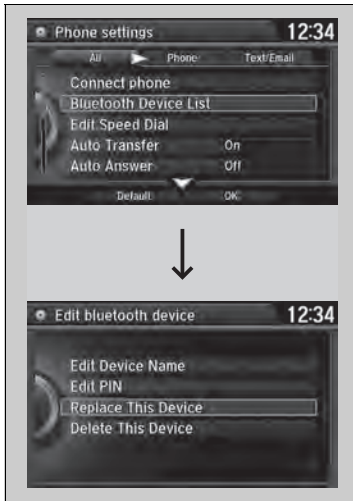 Phone settings 12:34
All Phone Text/Email
Connect phone
Bluetooth Device List
Edit Speed Dial
Auto Transfer On
Auto Answer Off
Default OK
Edit bluetooth device 12:34
Edit Device Name
Edit PIN
Replace This Device
Delete This Device